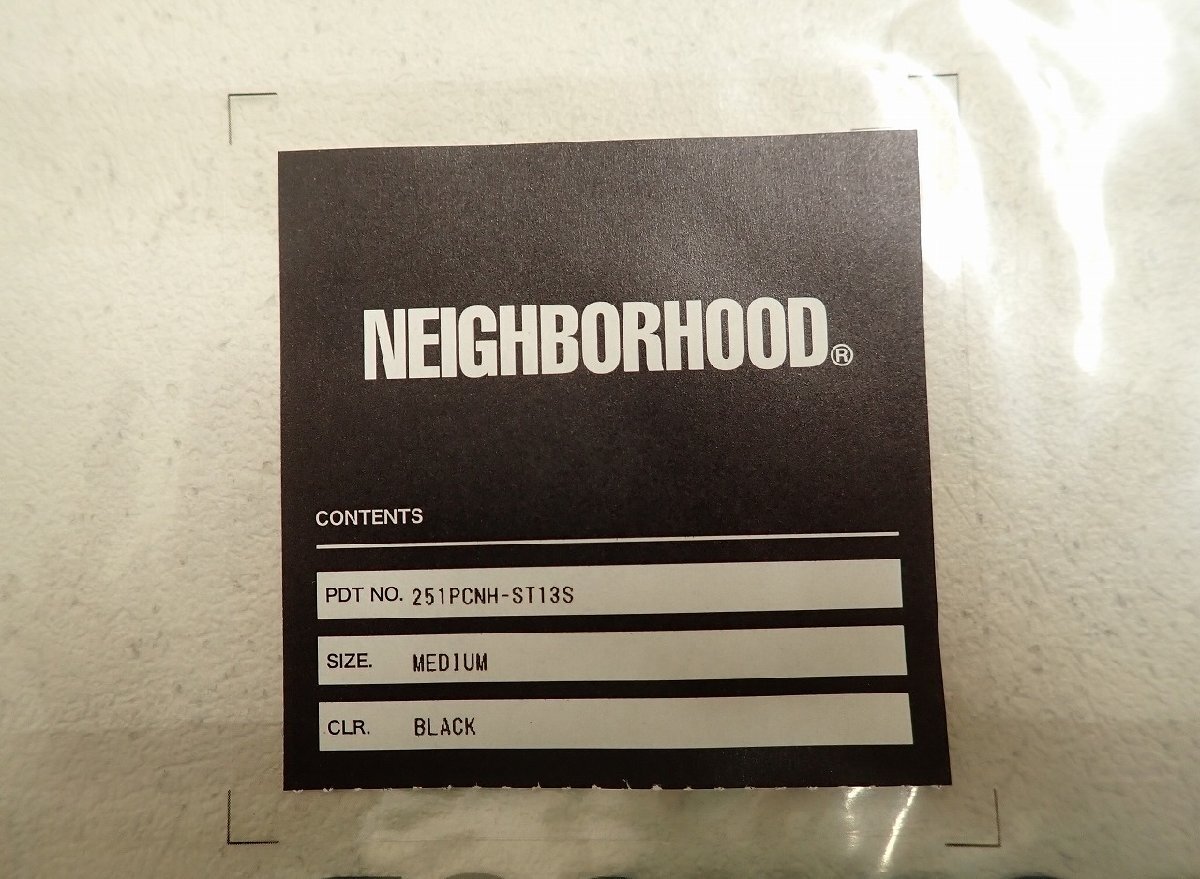 NEIGHBORHOOD®
CONTENTS
PDT NO. 251PCNH-ST13S
SIZE. MEDIUM
CLR. BLACK